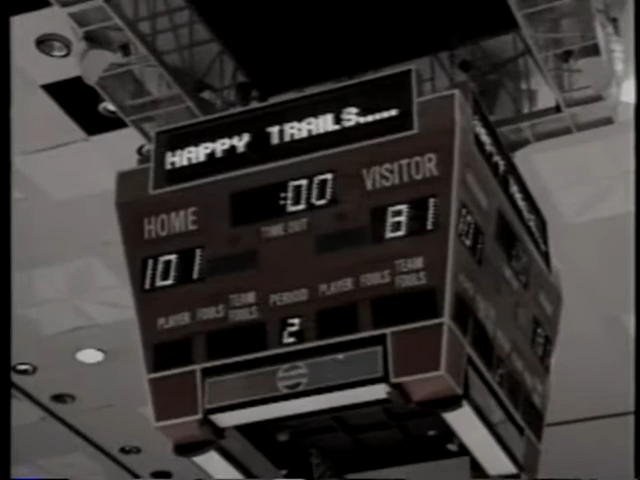 HAPPY TRAILS.....
:00
HOME
VISITOR
TIME OUT
101
81
PLAYER FOULS TEAM FOULS PERIOD PLAYER FOULS TEAM FOULS
2